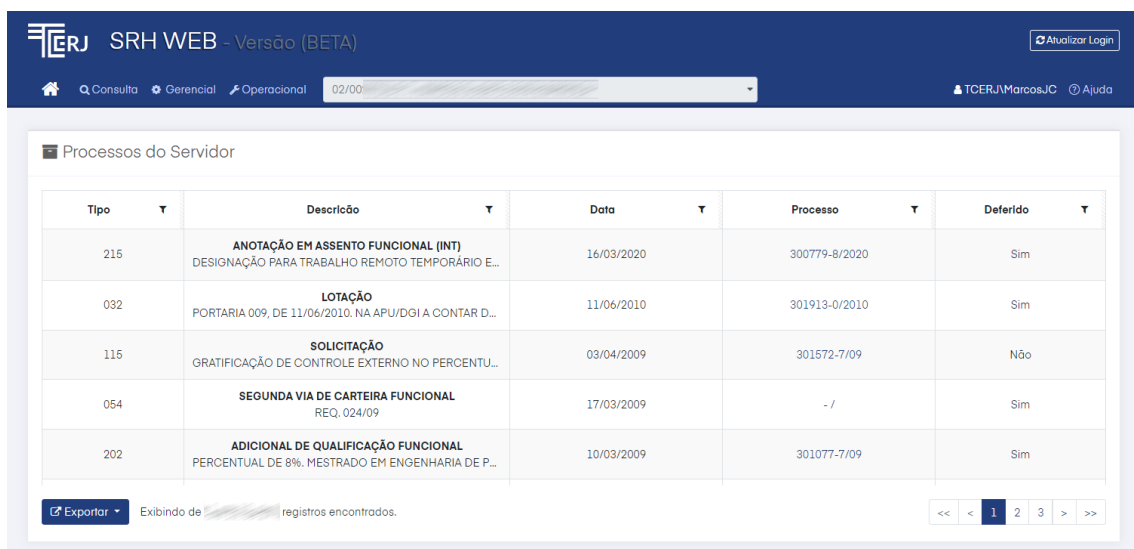 TCERJ SRH WEB - Versão (BETA)
Atualizar Login
Consulta Gerencial Operacional 02/00 TCERJ\MarcosJC Ajuda
Processos do Servidor
Tipo Descricão Data Processo Deferido
215 ANOTAÇÃO EM ASSENTO FUNCIONAL (INT) 16/03/2020 300779-8/2020 Sim
DESIGNAÇÃO PARA TRABALHO REMOTO TEMPORÁRIO E...
032 LOTAÇÃO 11/06/2010 301913-0/2010 Sim
PORTARIA 009, DE 11/06/2010. NA APU/DGI A CONTAR D...
115 SOLICITAÇÃO 03/04/2009 301572-7/09 Não
GRATIFICAÇÃO DE CONTROLE EXTERNO NO PERCENTU...
054 SEGUNDA VIA DE CARTEIRA FUNCIONAL 17/03/2009 - / Sim
REQ. 024/09
202 ADICIONAL DE QUALIFICAÇÃO FUNCIONAL 10/03/2009 301077-7/09 Sim
PERCENTUAL DE 8%. MESTRADO EM ENGENHARIA DE P...
Exportar Exibindo de registros encontrados. << < 1 2 3 > >>